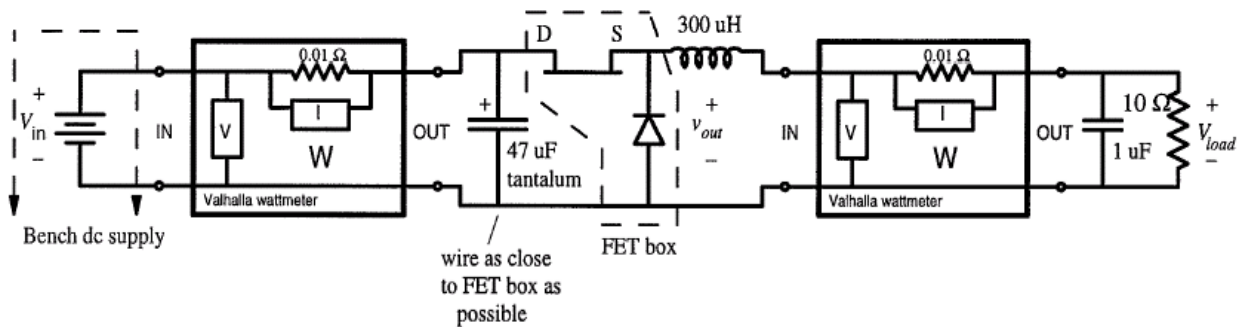 D
S
300 uH
0.01 Ω
0.01 Ω
+
V_in
−
IN
V
I
W
OUT
+
47 uF
tantalum
+
v_out
−
IN
V
I
W
OUT
10 Ω
1 uF
+
V_load
−
Valhalla wattmeter
Valhalla wattmeter
Bench dc supply
FET box
wire as close
to FET box as
possible